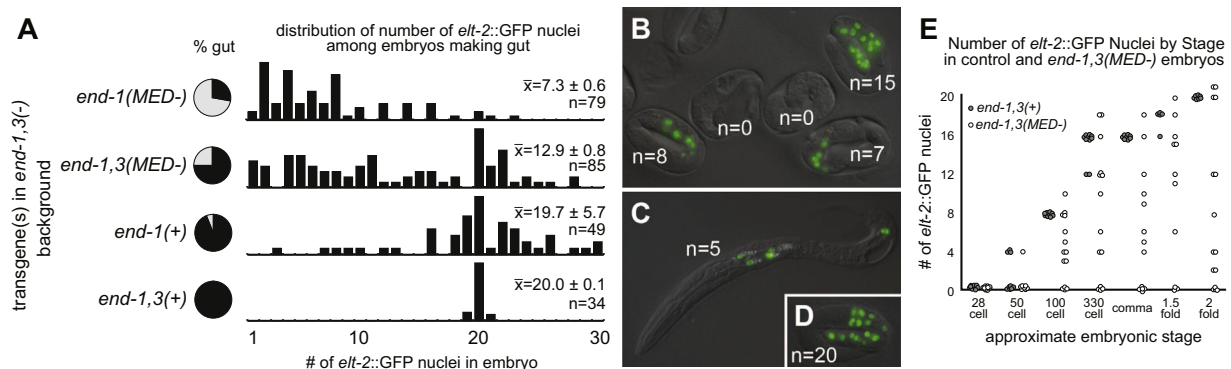 A
% gut
distribution of number of elt-2::GFP nuclei
among embryos making gut
transgene(s) in end-1,3(-)
background
end-1(MED-)
x̄=7.3 ± 0.6
n=79
end-1,3(MED-)
x̄=12.9 ± 0.8
n=85
end-1(+)
x̄=19.7 ± 5.7
n=49
end-1,3(+)
x̄=20.0 ± 0.1
n=34
1 10 20 30
# of elt-2::GFP nuclei in embryo
B
n=15
n=0
n=0
n=8
n=7
C
n=5
D
n=20
E
Number of elt-2::GFP Nuclei by Stage
in control and end-1,3(MED-) embryos
# of elt-2::GFP nuclei
20
16
12
8
4
0
end-1,3(+)
end-1,3(MED-)
28 cell
50 cell
100 cell
330 cell
comma
1.5 fold
2 fold
approximate embryonic stage